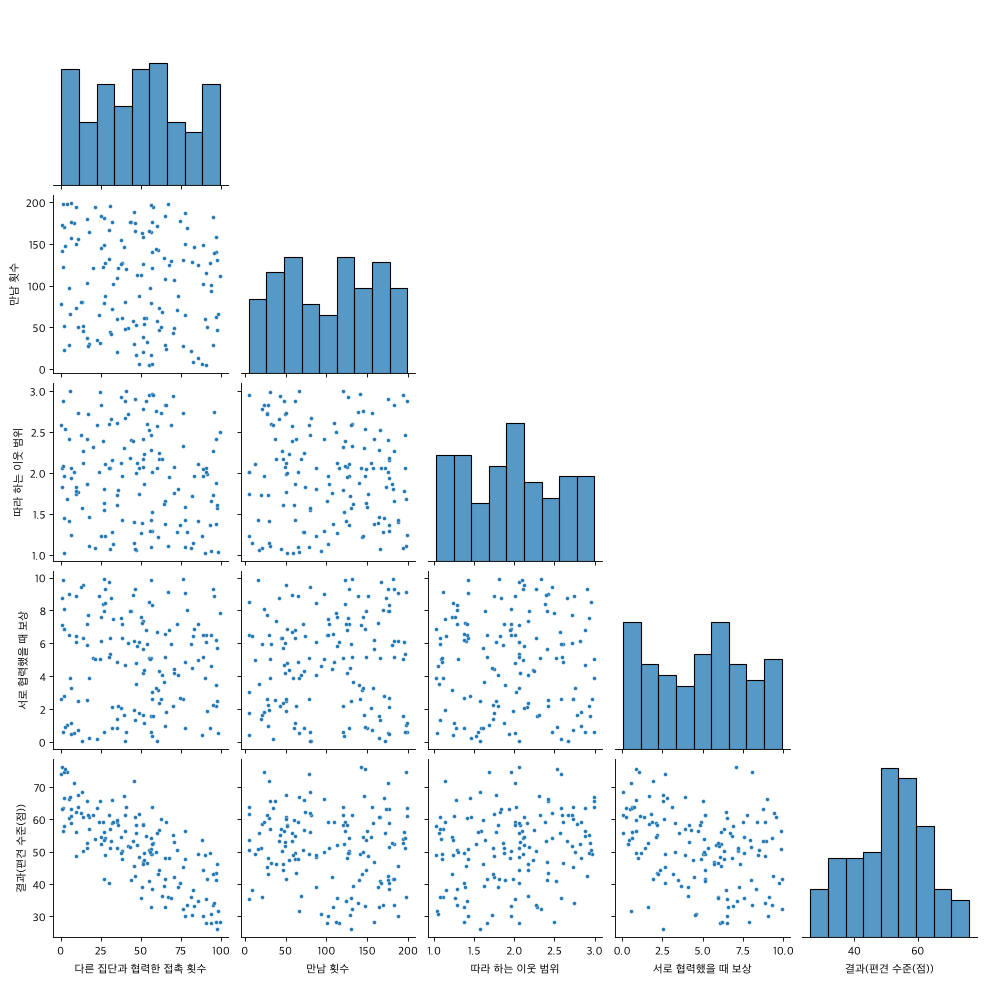 만남 횟수
200
150
100
50
0
따라 하는 이웃 범위
3.0
2.5
2.0
1.5
1.0
서로 협력했을 때 보상
10
8
6
4
2
0
결과(편견 수준(점))
70
60
50
40
30
0 25 50 75 100
0 50 100 150 200
1.0 1.5 2.0 2.5 3.0
0.0 2.5 5.0 7.5 10.0
40 60
다른 집단과 협력한 접촉 횟수
만남 횟수
따라 하는 이웃 범위
서로 협력했을 때 보상
결과(편견 수준(점))